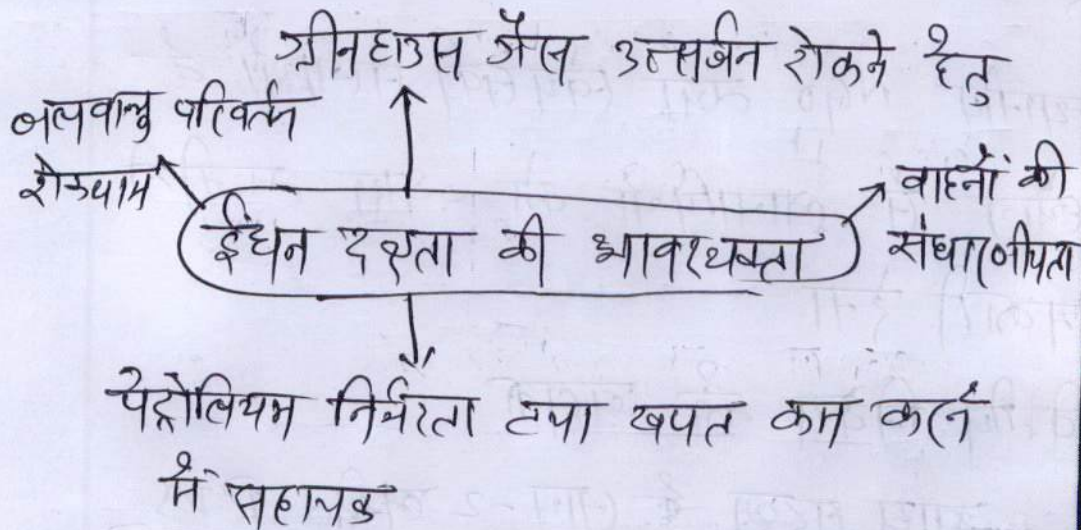 ग्रीनहाउस गैस उत्सर्जन रोकने हेतु
जलवायु परिवर्तन
रोकथाम
वाहनों की
ईंधन दक्षता की आवश्यकता
संधारणीयता
पेट्रोलियम निर्भरता तथा खपत कम करने
में सहायक